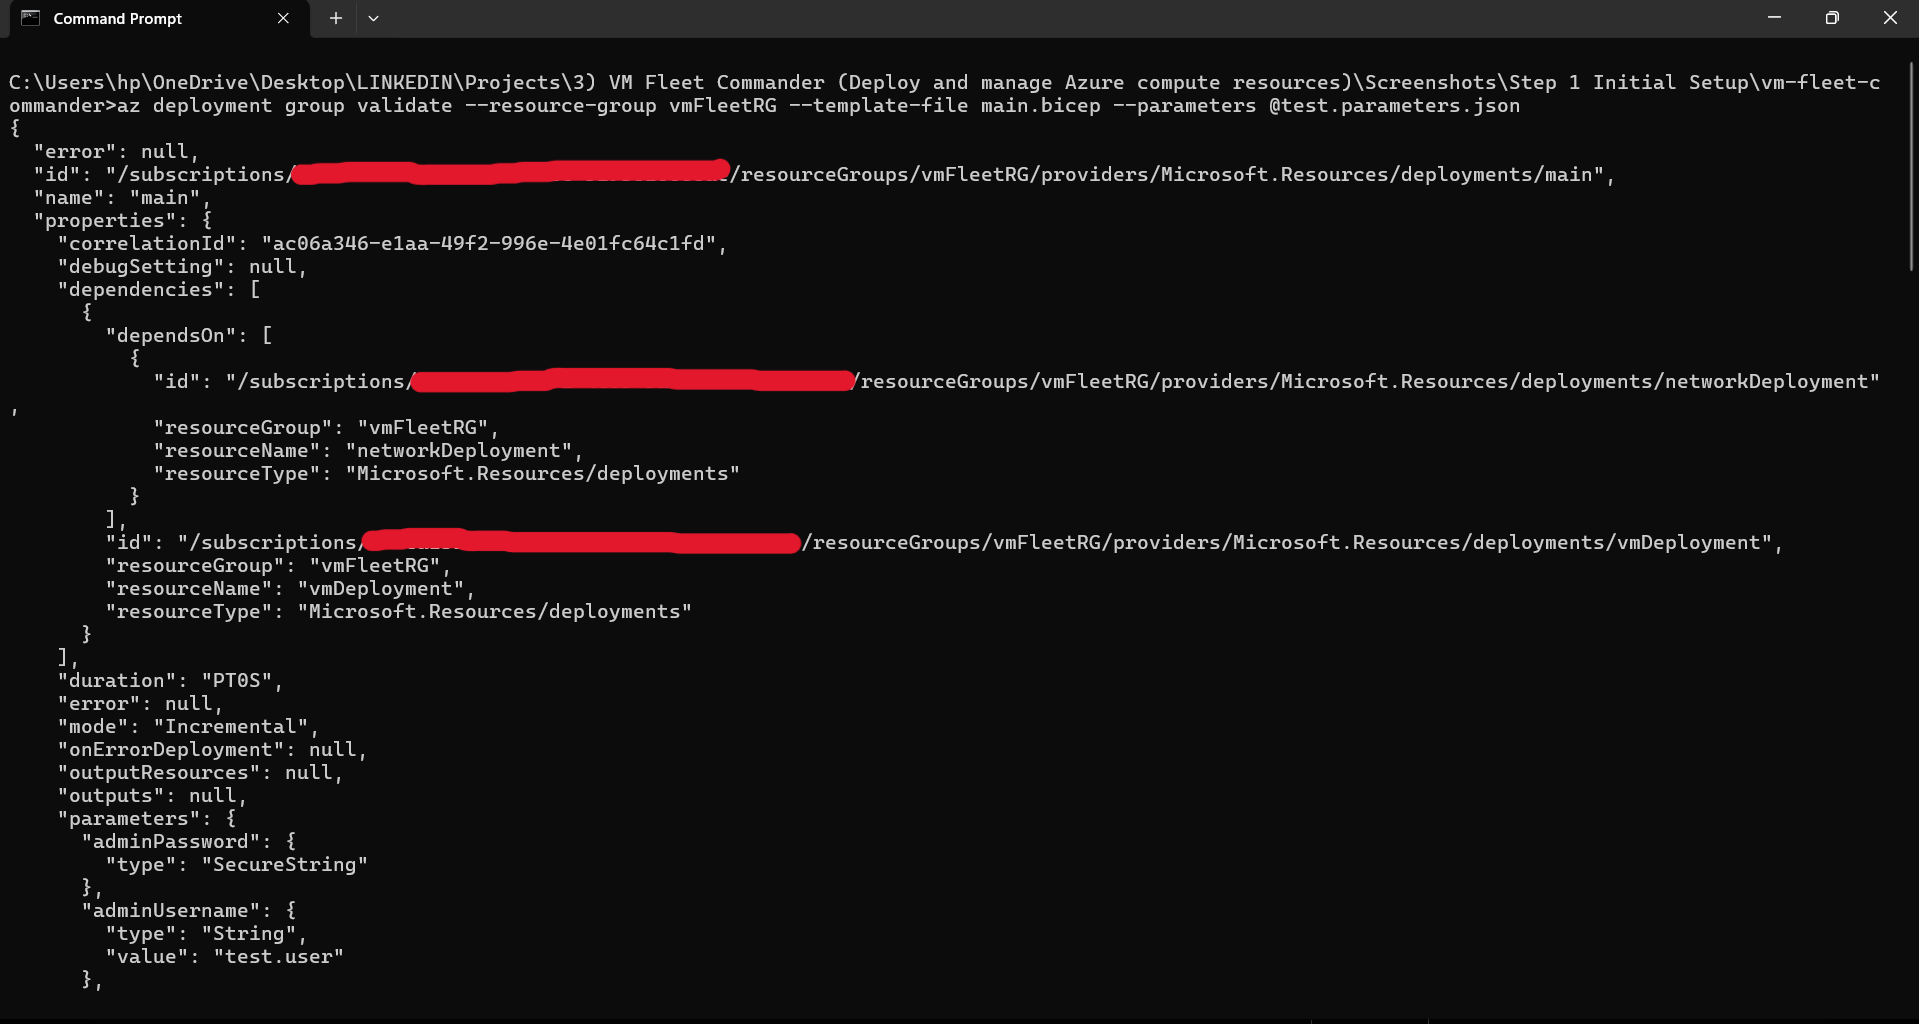 Command Prompt
C:\Users\hp\OneDrive\Desktop\LINKEDIN\Projects\3) VM Fleet Commander (Deploy and manage Azure compute resources)\Screenshots\Step 1 Initial Setup\vm-fleet-c
ommander>az deployment group validate --resource-group vmFleetRG --template-file main.bicep --parameters @test.parameters.json
{
  "error": null,
  "id": "/subscriptions/ /resourceGroups/vmFleetRG/providers/Microsoft.Resources/deployments/main",
  "name": "main",
  "properties": {
    "correlationId": "ac06a346-e1aa-49f2-996e-4e01fc64c1fd",
    "debugSetting": null,
    "dependencies": [
      {
        "dependsOn": [
          {
            "id": "/subscriptions/ /resourceGroups/vmFleetRG/providers/Microsoft.Resources/deployments/networkDeployment"
,
            "resourceGroup": "vmFleetRG",
            "resourceName": "networkDeployment",
            "resourceType": "Microsoft.Resources/deployments"
          }
        ],
        "id": "/subscriptions/ /resourceGroups/vmFleetRG/providers/Microsoft.Resources/deployments/vmDeployment",
        "resourceGroup": "vmFleetRG",
        "resourceName": "vmDeployment",
        "resourceType": "Microsoft.Resources/deployments"
      }
    ],
    "duration": "PT0S",
    "error": null,
    "mode": "Incremental",
    "onErrorDeployment": null,
    "outputResources": null,
    "outputs": null,
    "parameters": {
      "adminPassword": {
        "type": "SecureString"
      },
      "adminUsername": {
        "type": "String",
        "value": "test.user"
      },